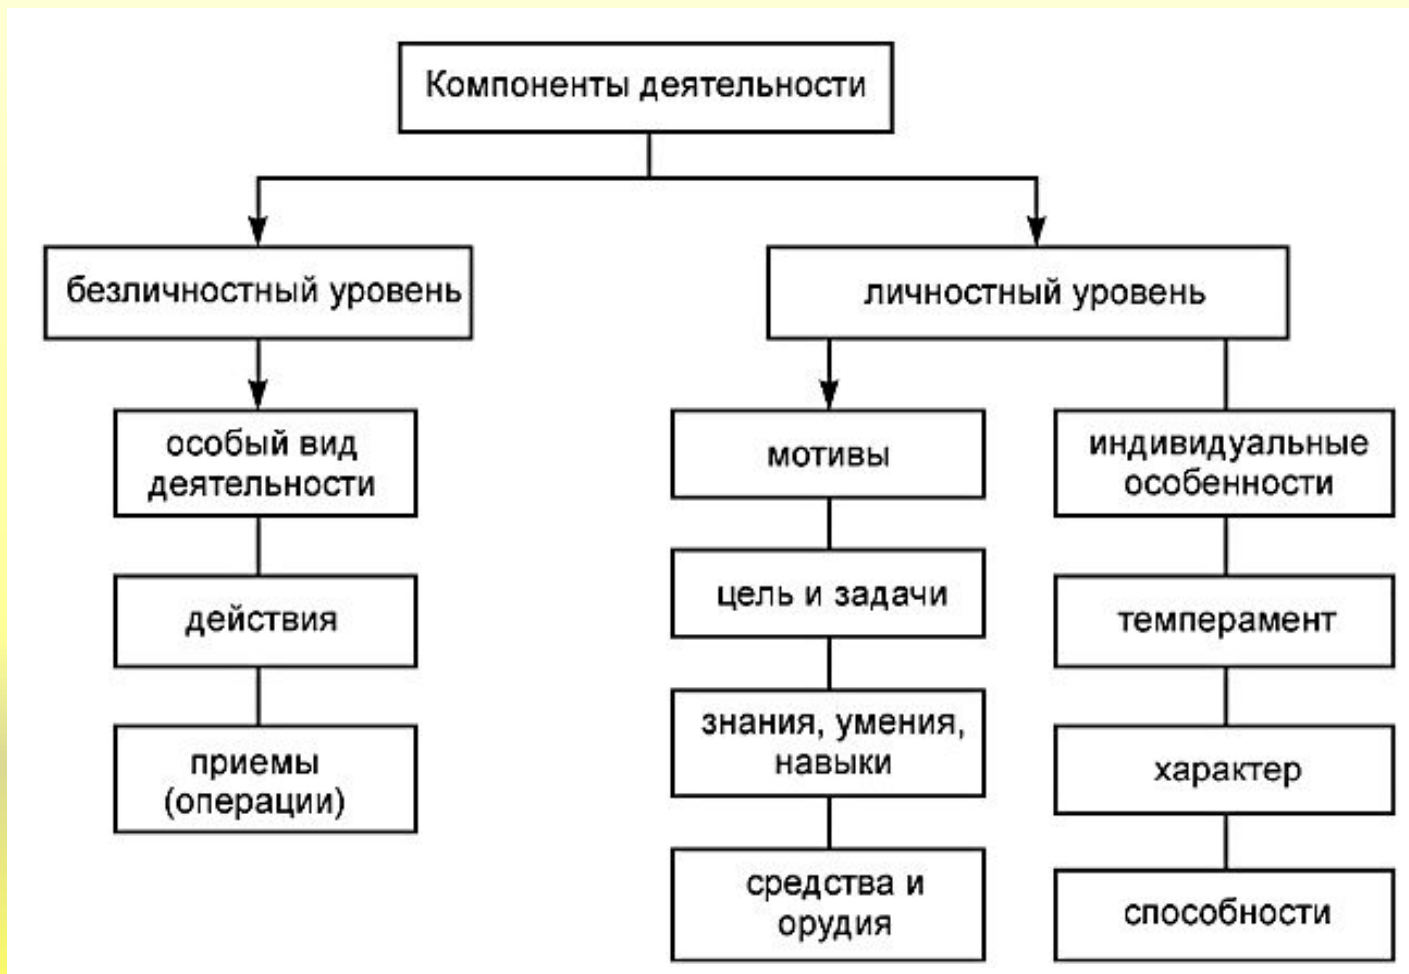 Компоненты деятельности
безличностный уровень
личностный уровень
особый вид
деятельности
действия
приемы
(операции)
мотивы
цель и задачи
знания, умения,
навыки
средства и
орудия
индивидуальные
особенности
темперамент
характер
способности